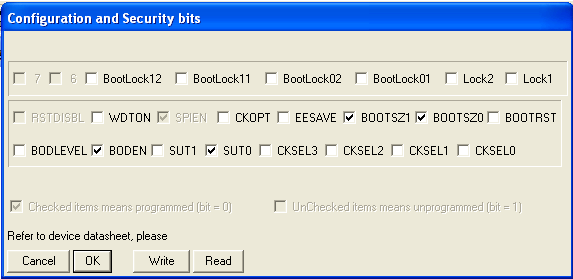 Configuration and Security bits
7 6 BootLock12 BootLock11 BootLock02 BootLock01 Lock2 Lock1
RSTDISBL WDTON SPIEN CKOPT EESAVE BOOTSZ1 BOOTSZ0 BOOTRST
BODLEVEL BODEN SUT1 SUT0 CKSEL3 CKSEL2 CKSEL1 CKSEL0
Checked items means programmed (bit = 0) UnChecked items means unprogrammed (bit = 1)
Refer to device datasheet, please
Cancel OK Write Read